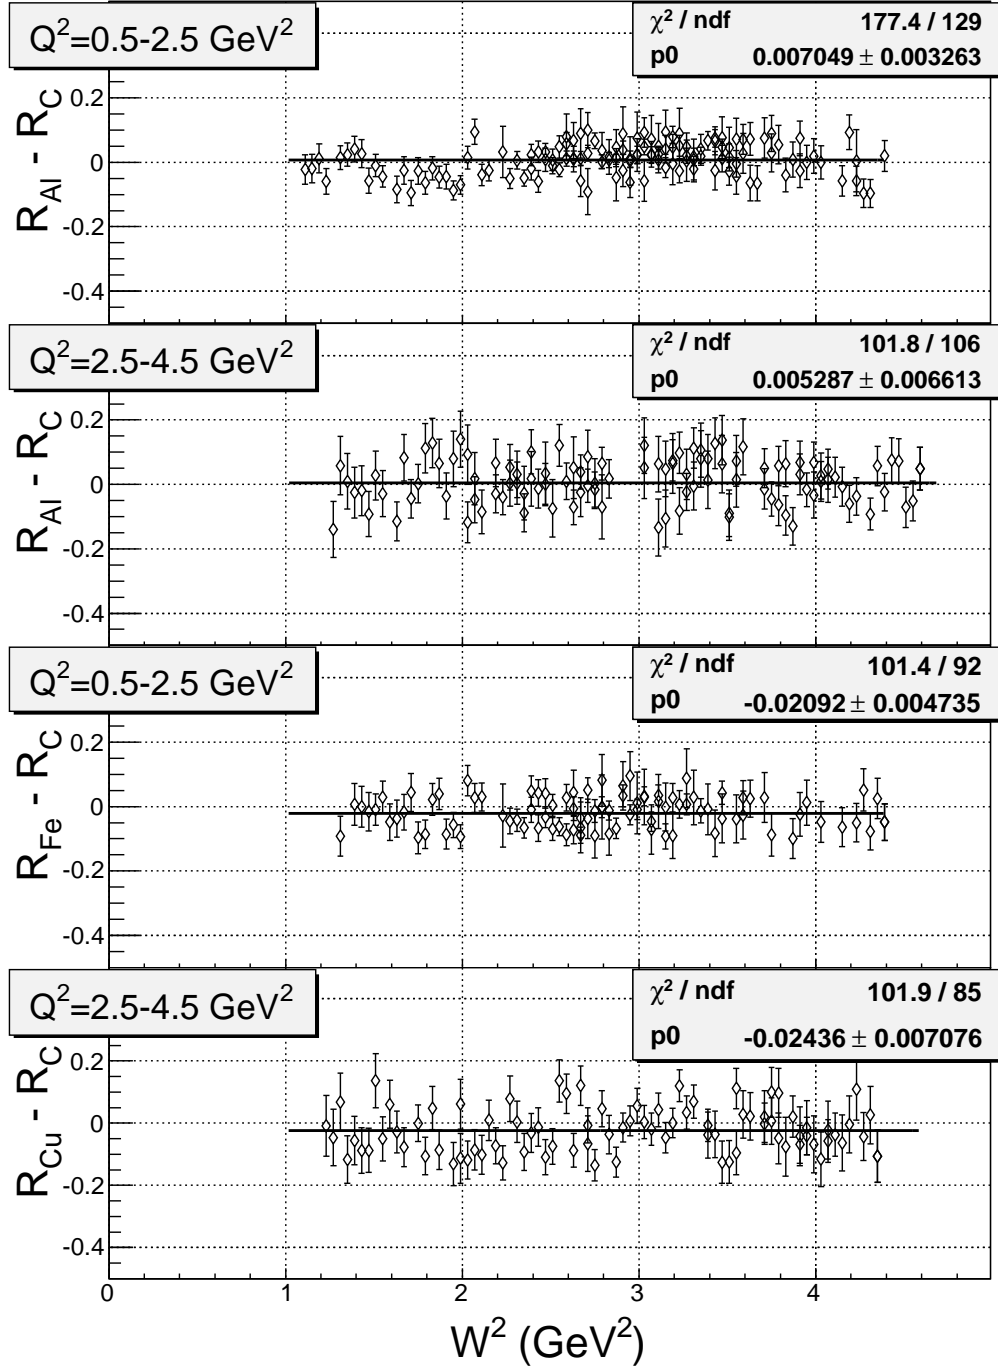 Q²=0.5-2.5 GeV²
χ² / ndf 177.4 / 129
p0 0.007049 ± 0.003263
R_Al - R_C
0.2
0
-0.2
-0.4
Q²=2.5-4.5 GeV²
χ² / ndf 101.8 / 106
p0 0.005287 ± 0.006613
R_Al - R_C
0.2
0
-0.2
-0.4
Q²=0.5-2.5 GeV²
χ² / ndf 101.4 / 92
p0 -0.02092 ± 0.004735
R_Fe - R_C
0.2
0
-0.2
-0.4
Q²=2.5-4.5 GeV²
χ² / ndf 101.9 / 85
p0 -0.02436 ± 0.007076
R_Cu - R_C
0.2
0
-0.2
-0.4
0 1 2 3 4
W² (GeV²)